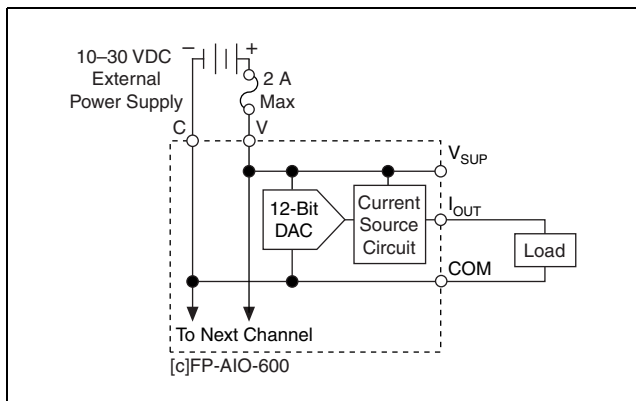 10–30 VDC
External
Power Supply
– +
2 A
Max
C
V
VSUP
12-Bit
DAC
Current
Source
Circuit
IOUT
Load
COM
To Next Channel
[c]FP-AIO-600